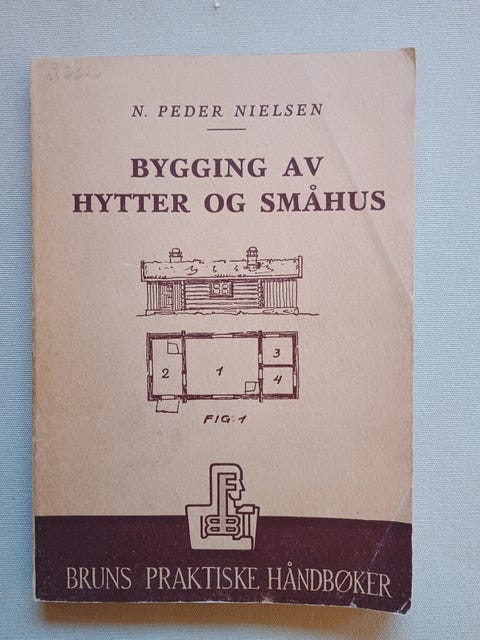 N. PEDER NIELSEN
BYGGING AV
HYTTER OG SMÅHUS
1
2
3
4
FIG. 1
BRUNS PRAKTISKE HÅNDBØKER